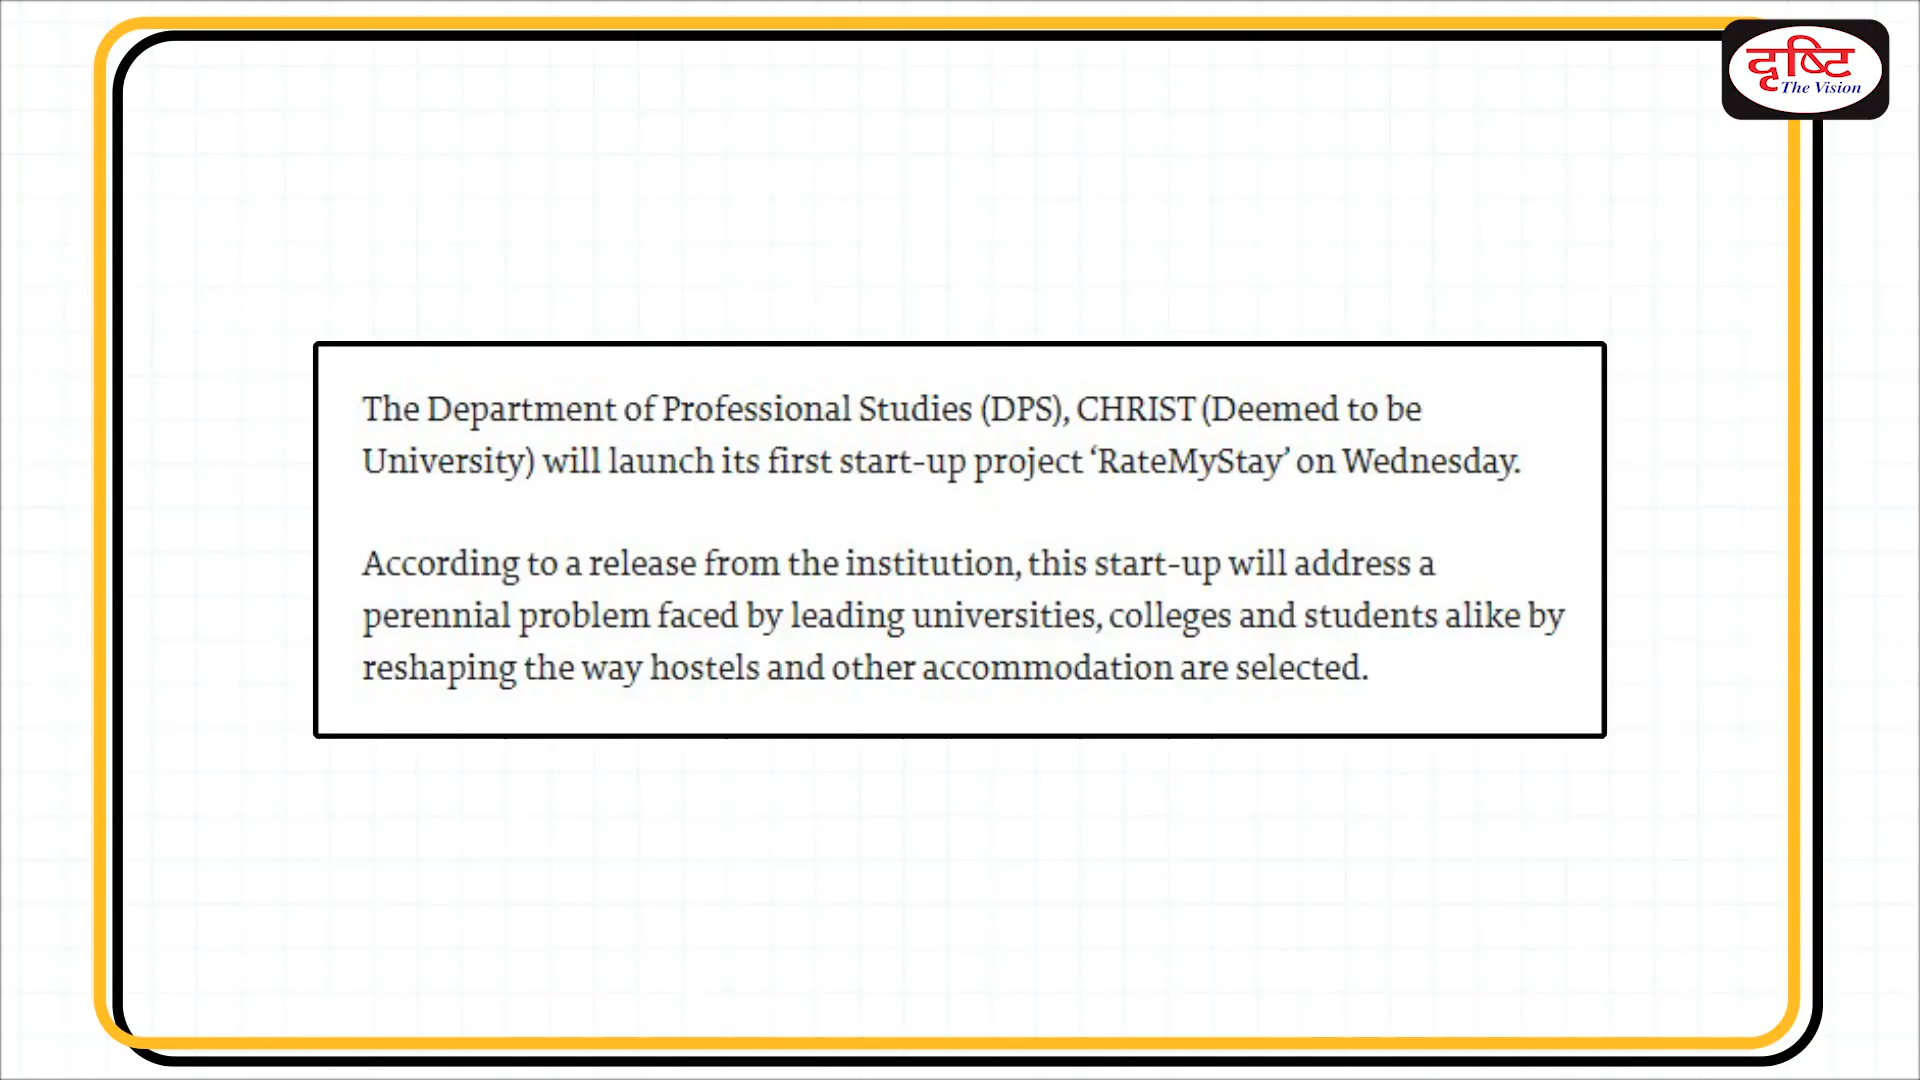 दृष्टि
The Vision
The Department of Professional Studies (DPS), CHRIST (Deemed to be
University) will launch its first start-up project ‘RateMyStay’ on Wednesday.
According to a release from the institution, this start-up will address a
perennial problem faced by leading universities, colleges and students alike by
reshaping the way hostels and other accommodation are selected.